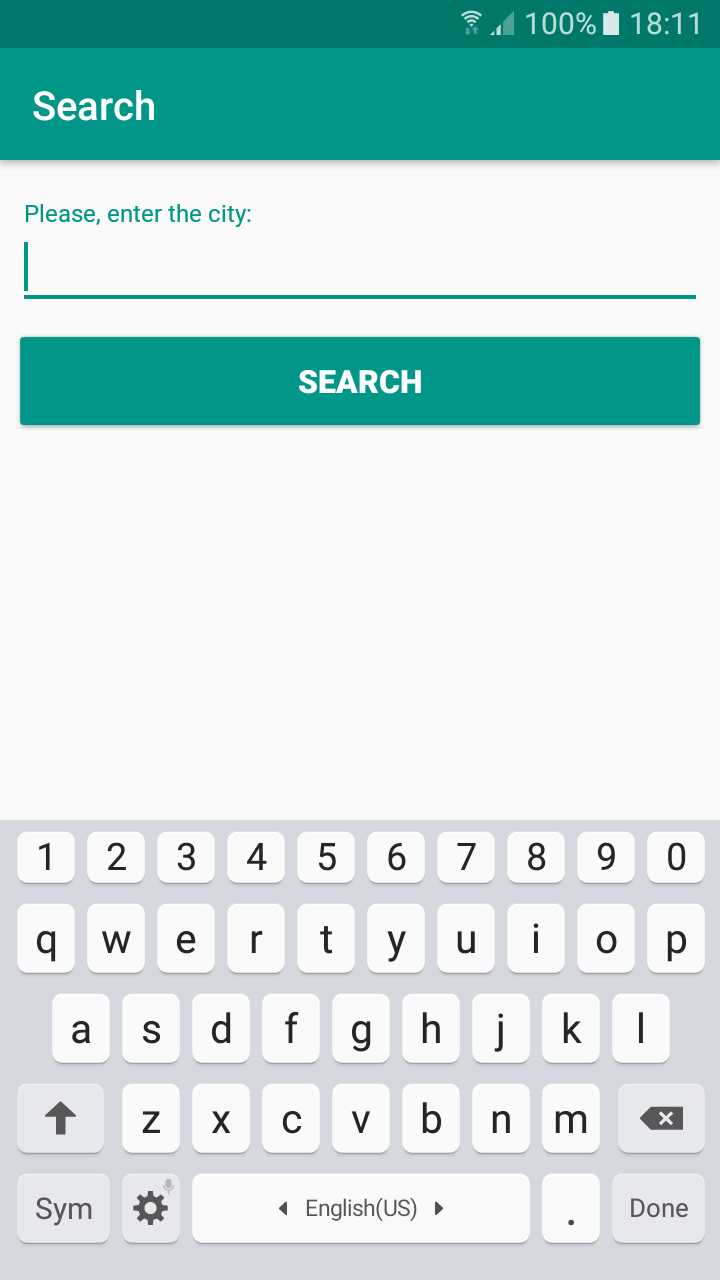 100% 18:11
Search
Please, enter the city:
SEARCH
1 2 3 4 5 6 7 8 9 0
q w e r t y u i o p
a s d f g h j k l
z x c v b n m
Sym English(US) . Done